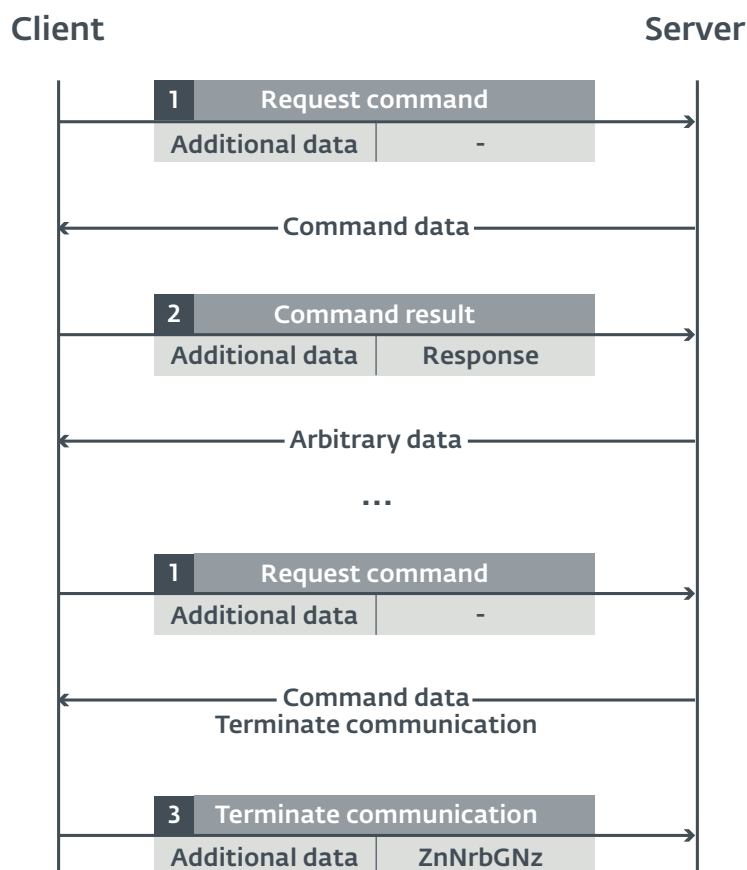 Client Server
1 Request command
Additional data -
Command data
2 Command result
Additional data Response
Arbitrary data
...
1 Request command
Additional data -
Command data
Terminate communication
3 Terminate communication
Additional data ZnNrbGNz